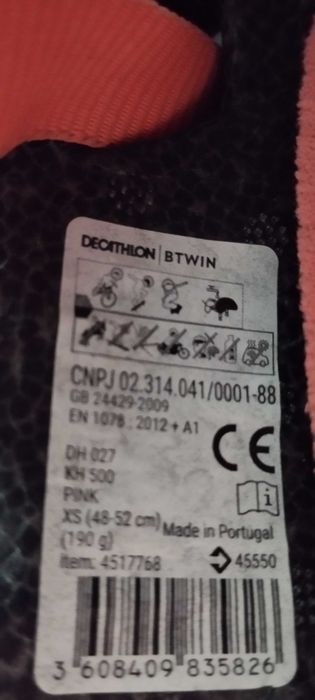 DECATHLON | BTWIN
CNPJ 02.314.041/0001-88
GB 24429-2009
EN 1078 : 2012 + A1
CE
DH 027
KH 500
PINK
XS (48-52 cm)
(190 g)
Made in Portugal
Item: 4517768
45550
3 608409 835826